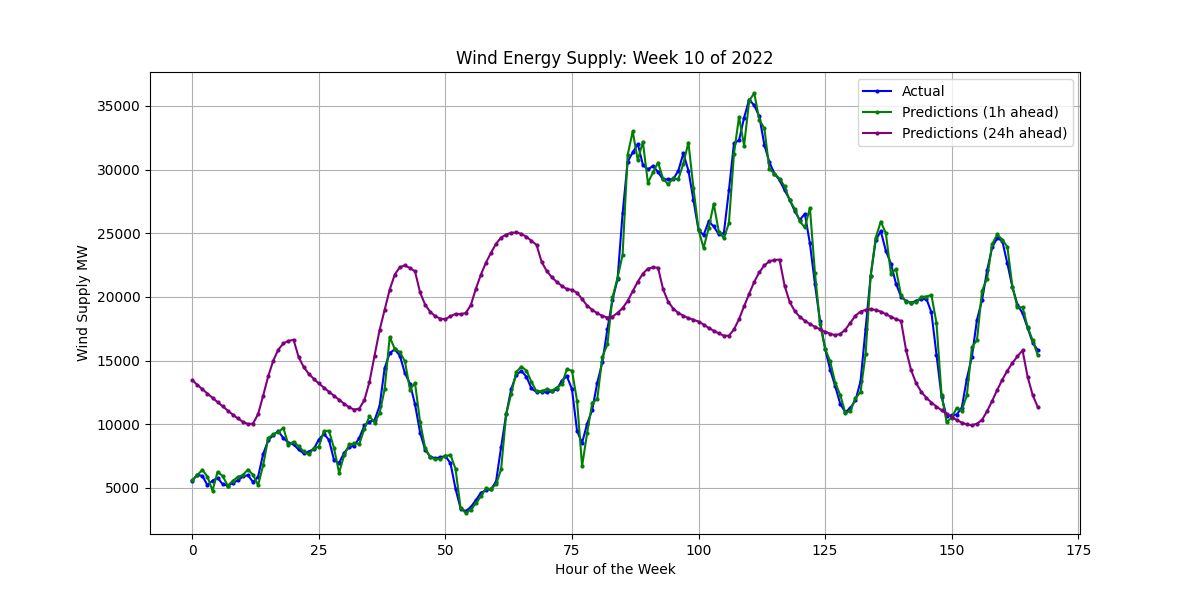 Wind Energy Supply: Week 10 of 2022
Actual
Predictions (1h ahead)
Predictions (24h ahead)
Wind Supply MW
35000
30000
25000
20000
15000
10000
5000
0 25 50 75 100 125 150 175
Hour of the Week